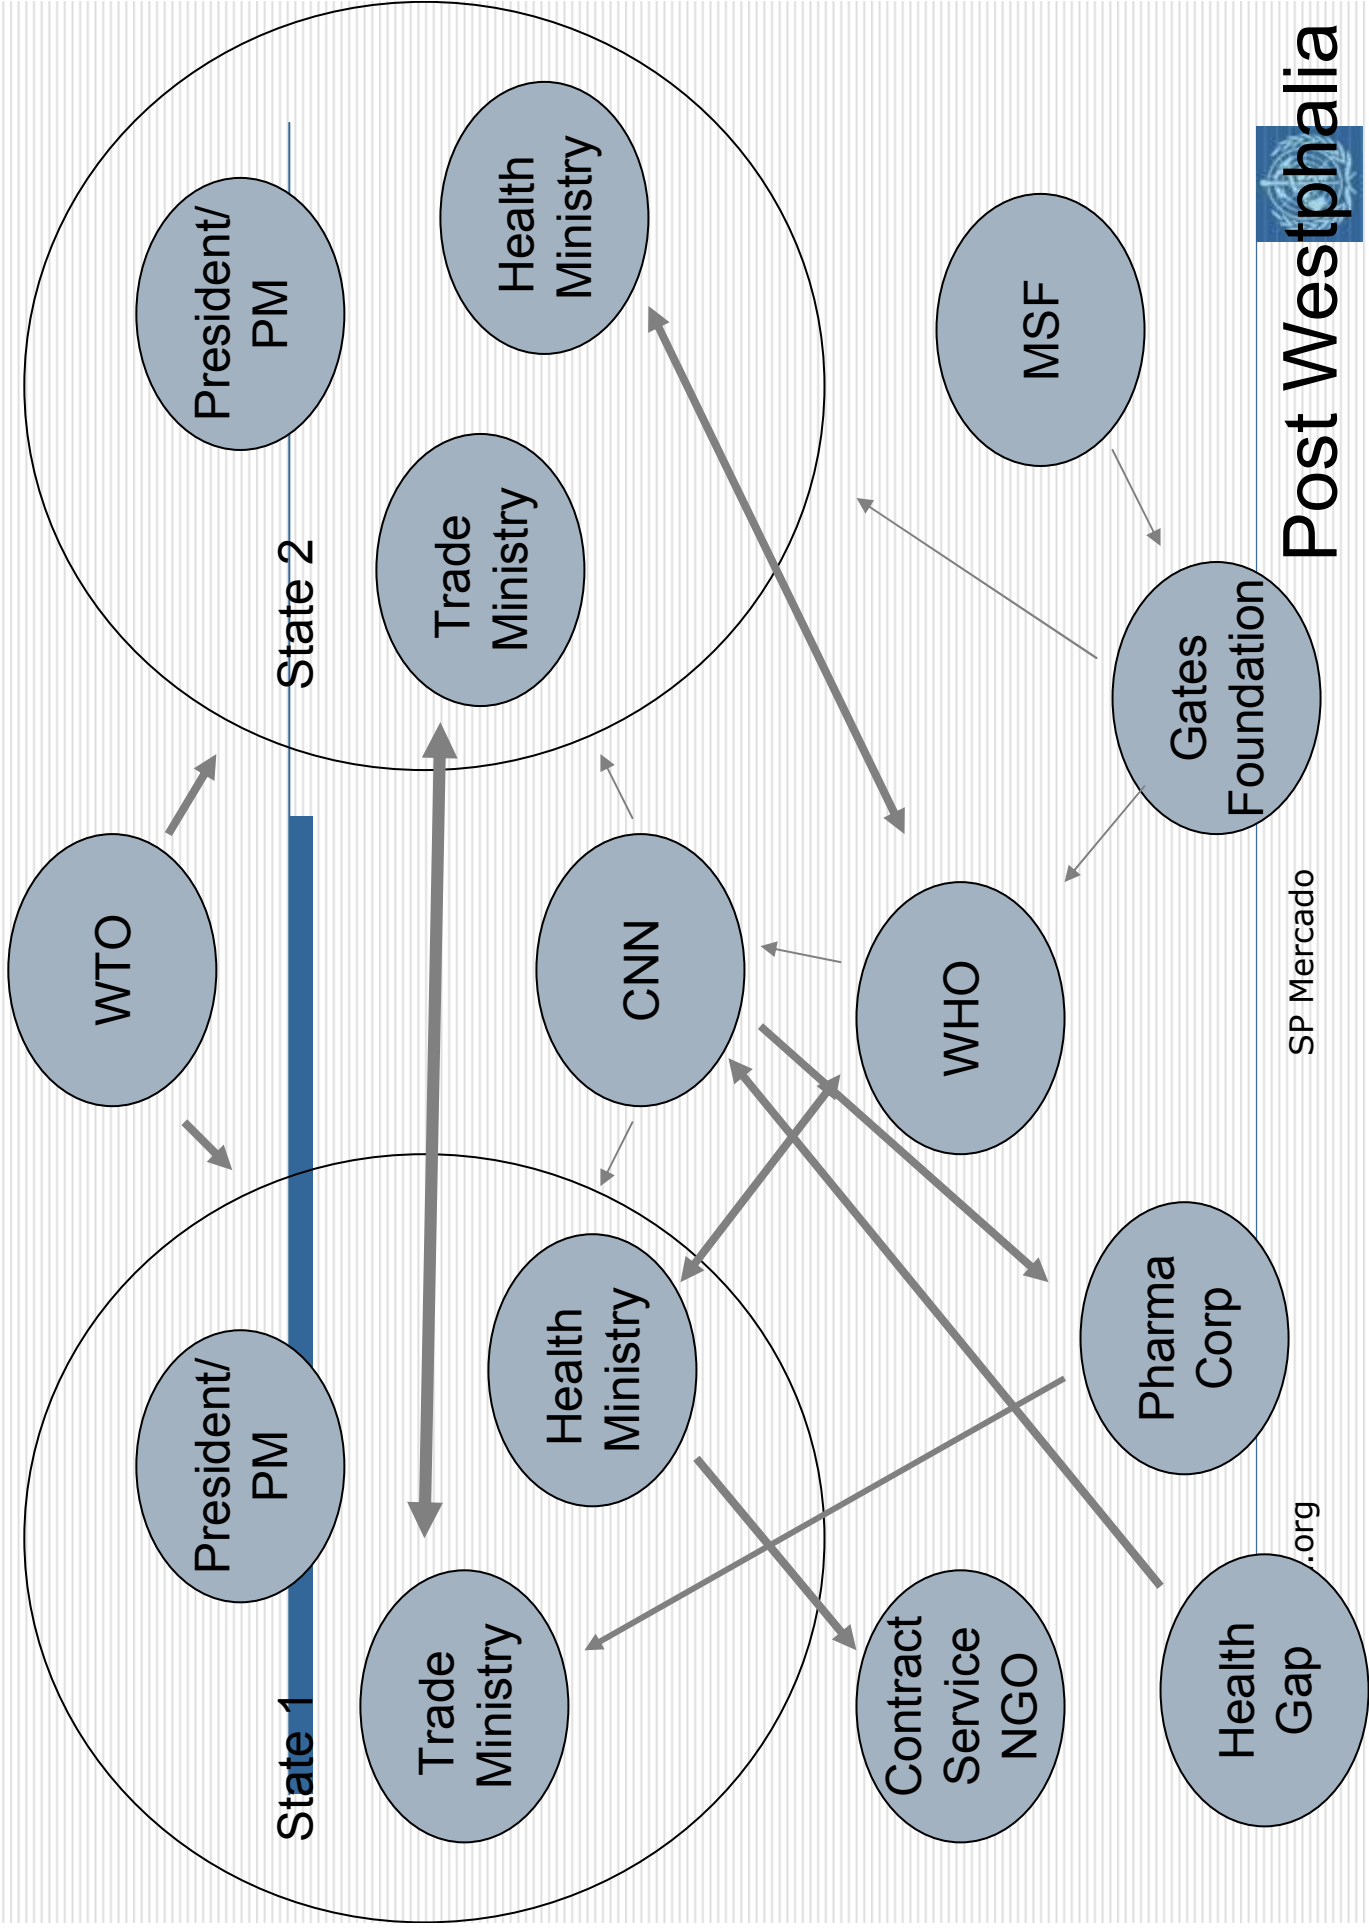 WTO
President/
PM
President/
PM
State 1
State 2
Trade
Ministry
Health
Ministry
Trade
Ministry
Health
Ministry
CNN
Contract
Service
NGO
WHO
MSF
Health
Gap
Pharma
Corp
Gates
Foundation
.org
SP Mercado
Post Westphalia